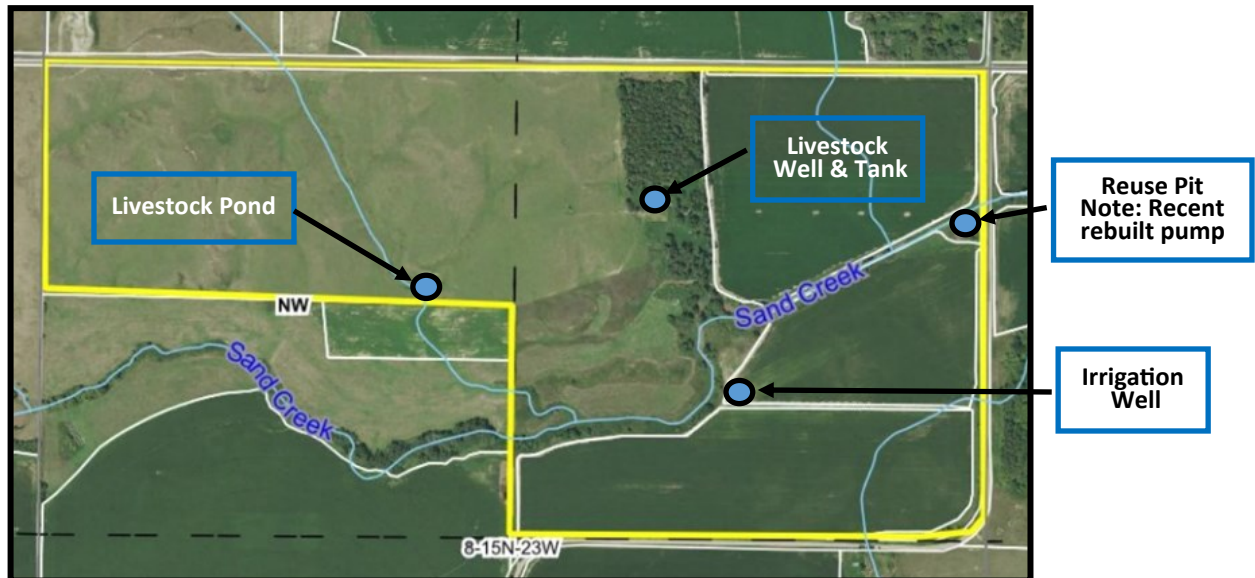 Livestock
Well & Tank
Livestock Pond
Reuse Pit
Note: Recent
rebuilt pump
Sand Creek
NW
Sand Creek
Irrigation
Well
8-15N-23W